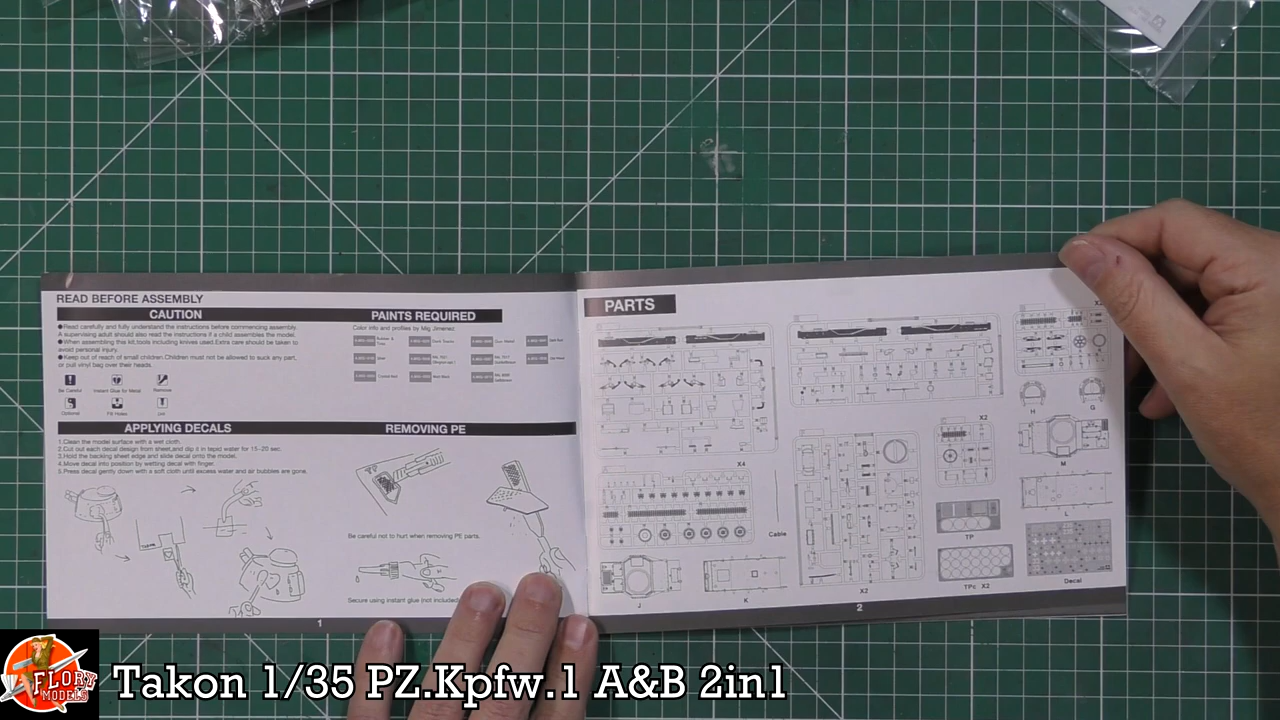 READ BEFORE ASSEMBLY
CAUTION
●Read carefully and fully understand the instructions before commencing assembly.
A supervising adult should also read the instructions if a child assembles the model.
●When assembling this kit,tools including knives used.Extra care should be taken to
avoid personal injury.
●Keep out of reach of small children.Children must not be allowed to suck any part,
or pull vinyl bag over their heads.
Be Careful
Instant Glue for Metal
Remove
Optional
Fill Holes
PAINTS REQUIRED
Color info and profiles by Mig Jimenez
APPLYING DECALS
1.Clean the model surface with a wet cloth.
2.Cut out each decal design from sheet,and dip it in tepid water for 15~20 sec.
3.Hold the backing sheet edge and slide decal onto the model.
4.Move decal into position by wetting decal with finger.
5.Press decal gently down with a soft cloth until excess water and air bubbles are gone.
REMOVING PE
Be careful not to hurt when removing PE parts.
Secure using instant glue (not included)
1
PARTS
X2
H
G
X2
M
X4
L
Cable
TP
J
K
X2
TPc X2
Decal
2
FLORY
MODELS
Takon 1/35 PZ.Kpfw.1 A&B 2in1